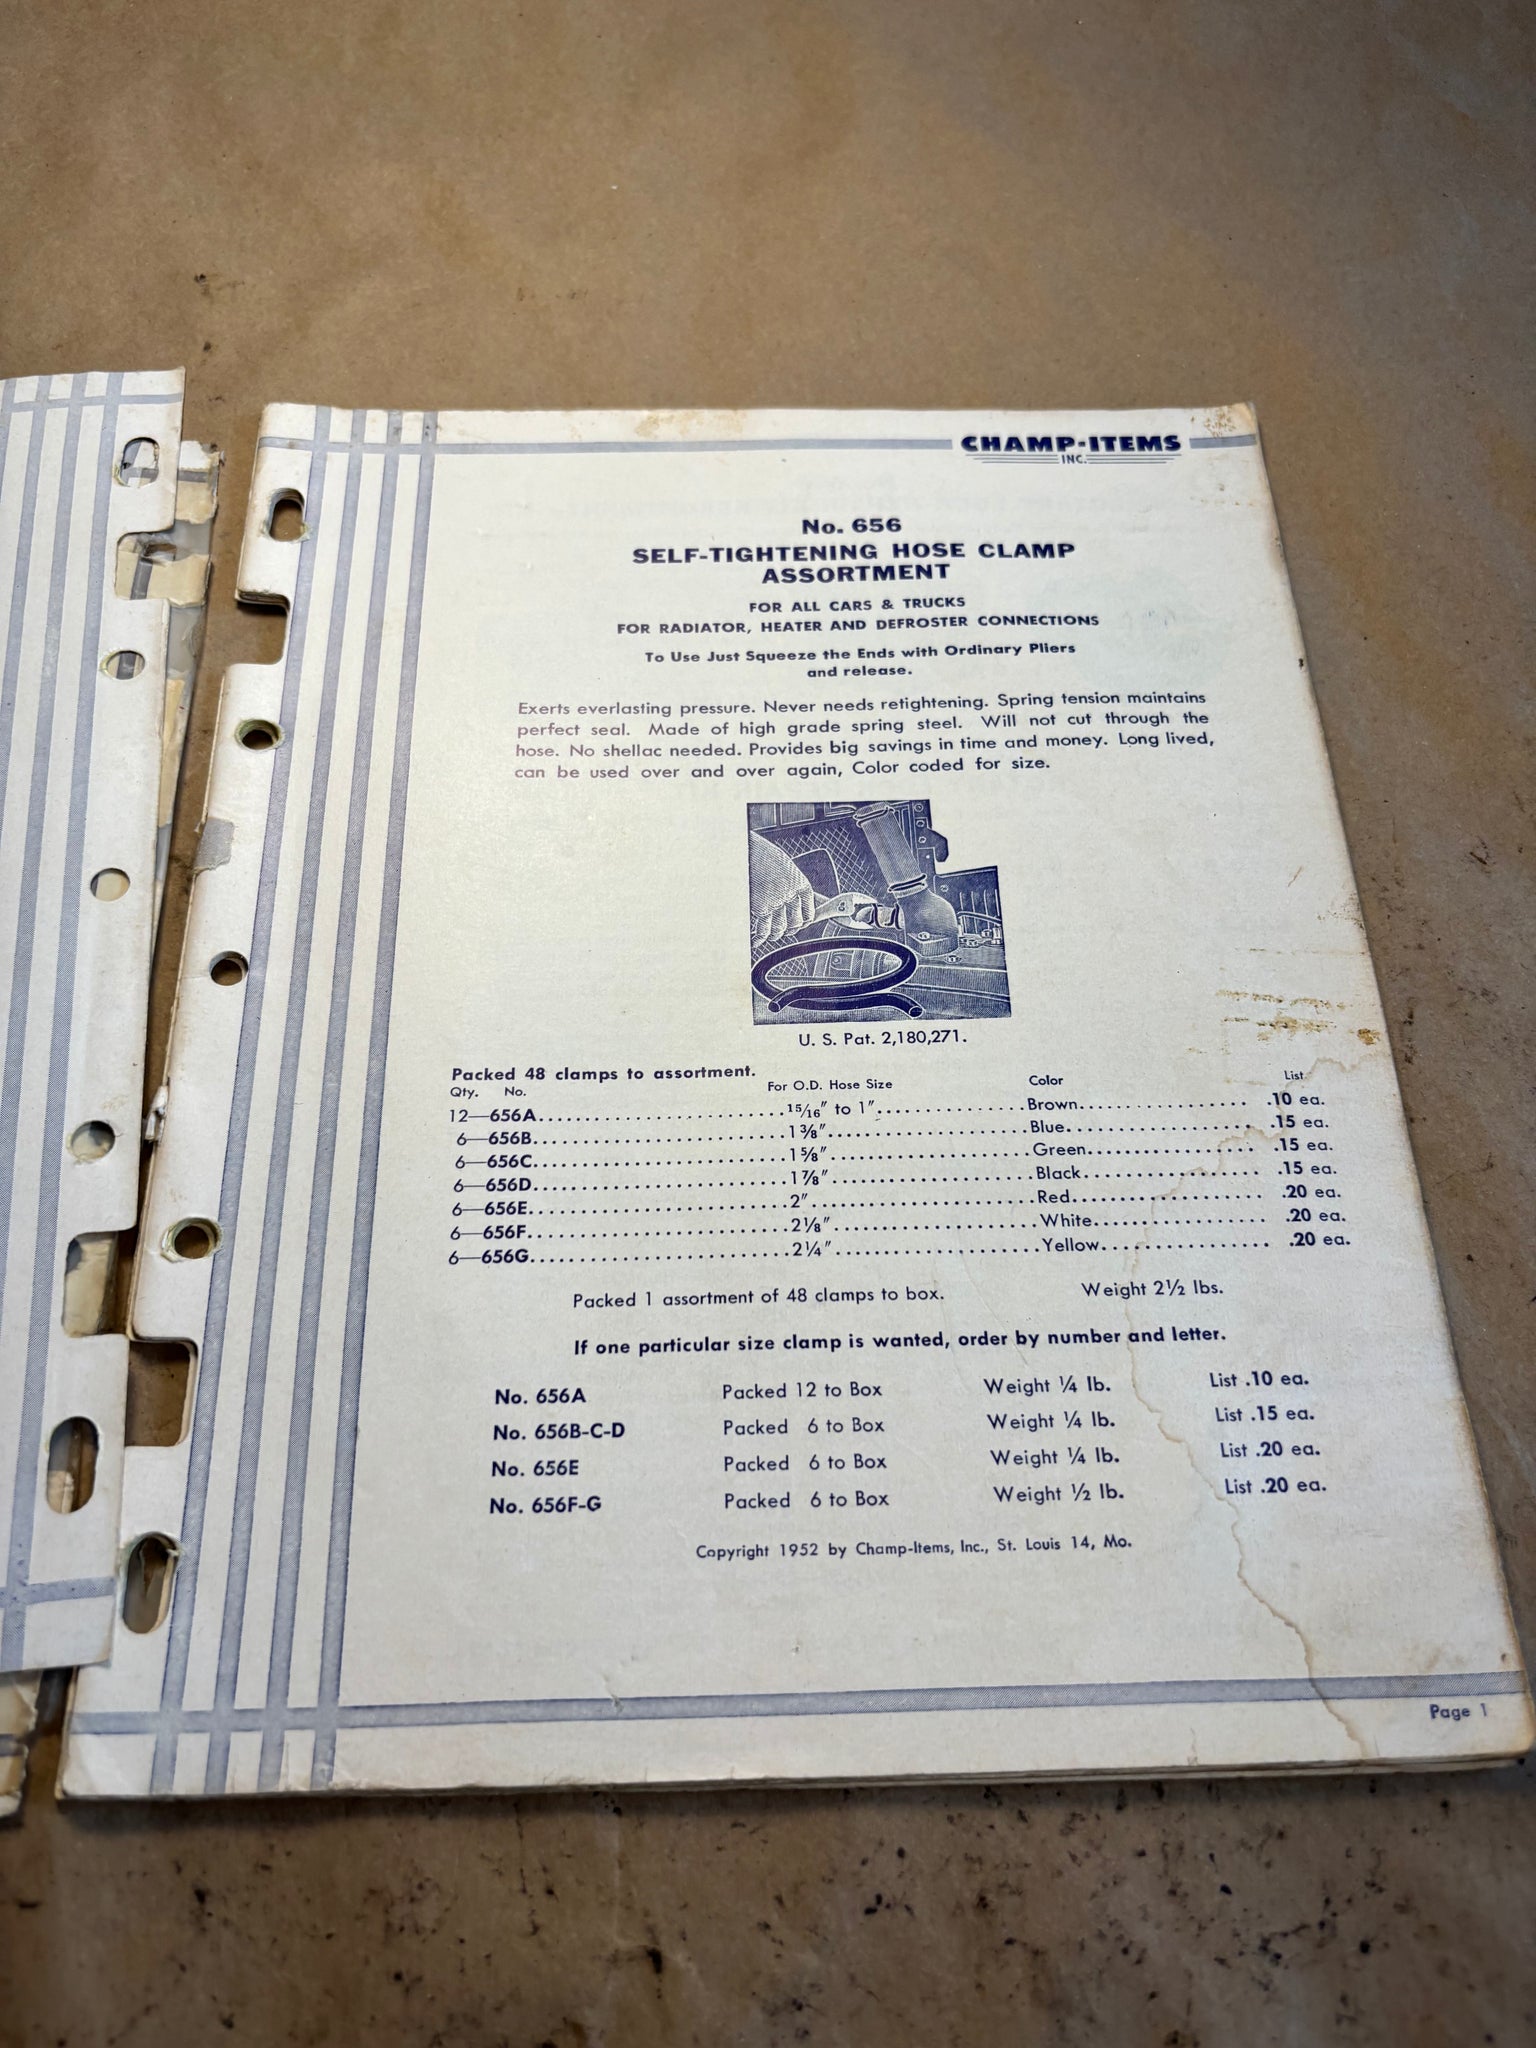 CHAMP-ITEMS
INC.
No. 656
SELF-TIGHTENING HOSE CLAMP
ASSORTMENT
FOR ALL CARS & TRUCKS
FOR RADIATOR, HEATER AND DEFROSTER CONNECTIONS
To Use Just Squeeze the Ends with Ordinary Pliers
and release.
Exerts everlasting pressure. Never needs retightening. Spring tension maintains
perfect seal. Made of high grade spring steel. Will not cut through the
hose. No shellac needed. Provides big savings in time and money. Long lived,
can be used over and over again, Color coded for size.
U. S. Pat. 2,180,271.
Packed 48 clamps to assortment.
Qty. No. For O.D. Hose Size Color List
12—656A..............................15/16" to 1"................Brown................. .10 ea.
6—656B..............................1 3/8"......................Blue.................... .15 ea.
6—656C..............................1 5/8"......................Green.................. .15 ea.
6—656D..............................1 7/8"......................Black.................. .15 ea.
6—656E..............................2"..........................Red..................... .20 ea.
6—656F..............................2 1/8"......................White.................. .20 ea.
6—656G..............................2 1/4"......................Yellow................. .20 ea.
Packed 1 assortment of 48 clamps to box. Weight 2½ lbs.
If one particular size clamp is wanted, order by number and letter.
No. 656A Packed 12 to Box Weight ¼ lb. List .10 ea.
No. 656B-C-D Packed 6 to Box Weight ¼ lb. List .15 ea.
No. 656E Packed 6 to Box Weight ¼ lb. List .20 ea.
No. 656F-G Packed 6 to Box Weight ½ lb. List .20 ea.
Copyright 1952 by Champ-Items, Inc., St. Louis 14, Mo.
Page 1